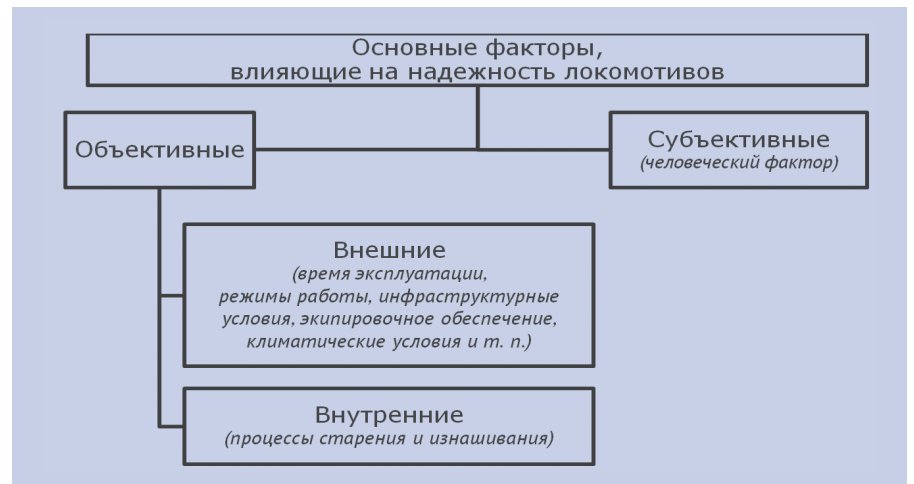 Основные факторы,
влияющие на надежность локомотивов
Объективные
Субъективные
(человеческий фактор)
Внешние
(время эксплуатации,
режимы работы, инфраструктурные
условия, экипировочное обеспечение,
климатические условия и т. п.)
Внутренние
(процессы старения и изнашивания)